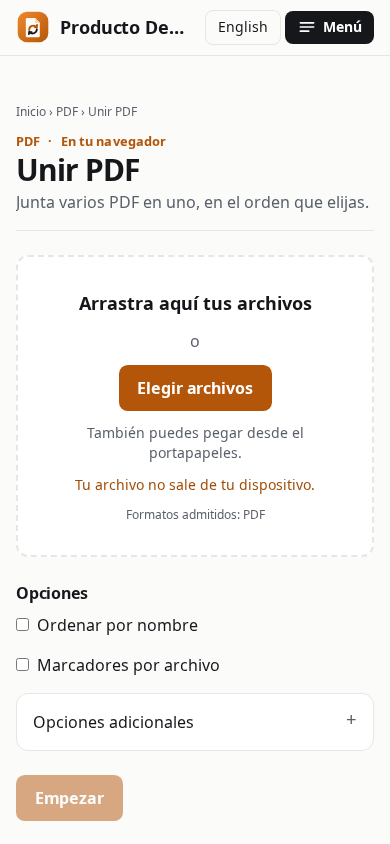 Producto De...
English
Menú
Inicio › PDF › Unir PDF
PDF · En tu navegador
Unir PDF
Junta varios PDF en uno, en el orden que elijas.
Arrastra aquí tus archivos
o
Elegir archivos
También puedes pegar desde el
portapapeles.
Tu archivo no sale de tu dispositivo.
Formatos admitidos: PDF
Opciones
Ordenar por nombre
Marcadores por archivo
Opciones adicionales +
Empezar